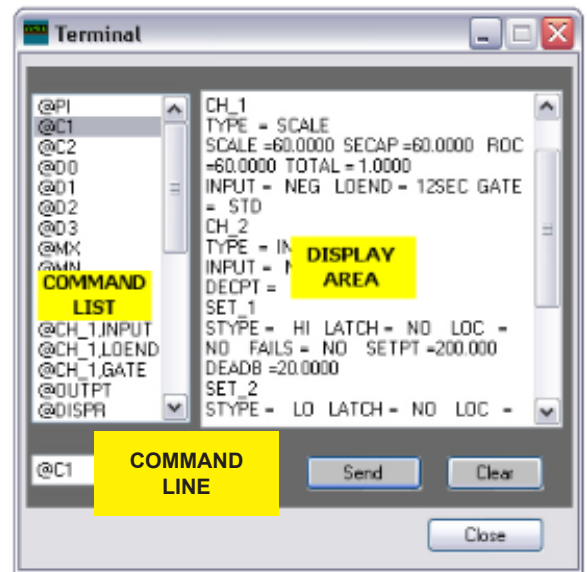 Terminal
@PI
@C1
@C2
@D0
@D1
@D2
@D3
@MX
@MN
COMMAND
LIST
@CH_1,INPUT
@CH_1,LOEND
@CH_1,GATE
@OUTPT
@DISPR
CH_1
TYPE = SCALE
SCALE =60.0000 SECAP =60.0000 ROC
=60.0000 TOTAL = 1.0000
INPUT = NEG LOEND = 12SEC GATE
= STD
CH_2
TYPE =
INPUT =
DECPT =
DISPLAY
AREA
SET_1
STYPE = HI LATCH = NO LOC =
NO FAILS = NO SETPT =200.000
DEADB =20.0000
SET_2
STYPE = LO LATCH = NO LOC =
@C1
COMMAND
LINE
Send
Clear
Close